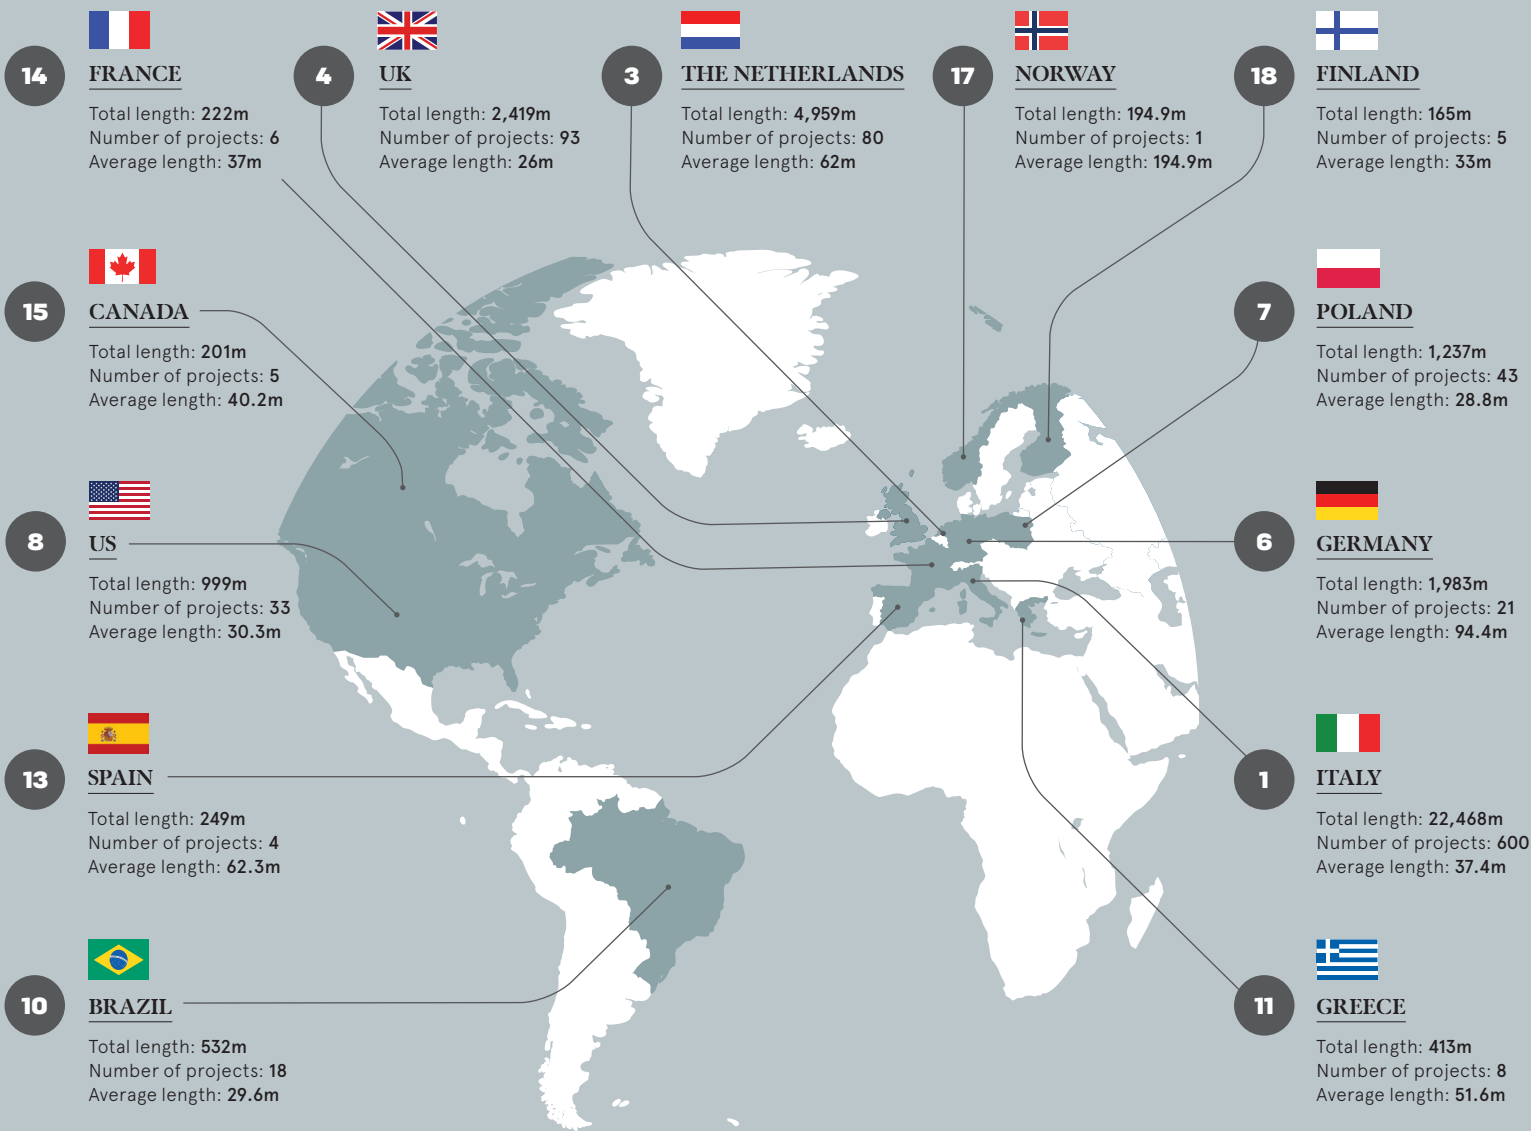 14
FRANCE
Total length: 222m
Number of projects: 6
Average length: 37m
4
UK
Total length: 2,419m
Number of projects: 93
Average length: 26m
3
THE NETHERLANDS
Total length: 4,959m
Number of projects: 80
Average length: 62m
17
NORWAY
Total length: 194.9m
Number of projects: 1
Average length: 194.9m
18
FINLAND
Total length: 165m
Number of projects: 5
Average length: 33m
15
CANADA
Total length: 201m
Number of projects: 5
Average length: 40.2m
7
POLAND
Total length: 1,237m
Number of projects: 43
Average length: 28.8m
8
US
Total length: 999m
Number of projects: 33
Average length: 30.3m
6
GERMANY
Total length: 1,983m
Number of projects: 21
Average length: 94.4m
13
SPAIN
Total length: 249m
Number of projects: 4
Average length: 62.3m
1
ITALY
Total length: 22,468m
Number of projects: 600
Average length: 37.4m
10
BRAZIL
Total length: 532m
Number of projects: 18
Average length: 29.6m
11
GREECE
Total length: 413m
Number of projects: 8
Average length: 51.6m